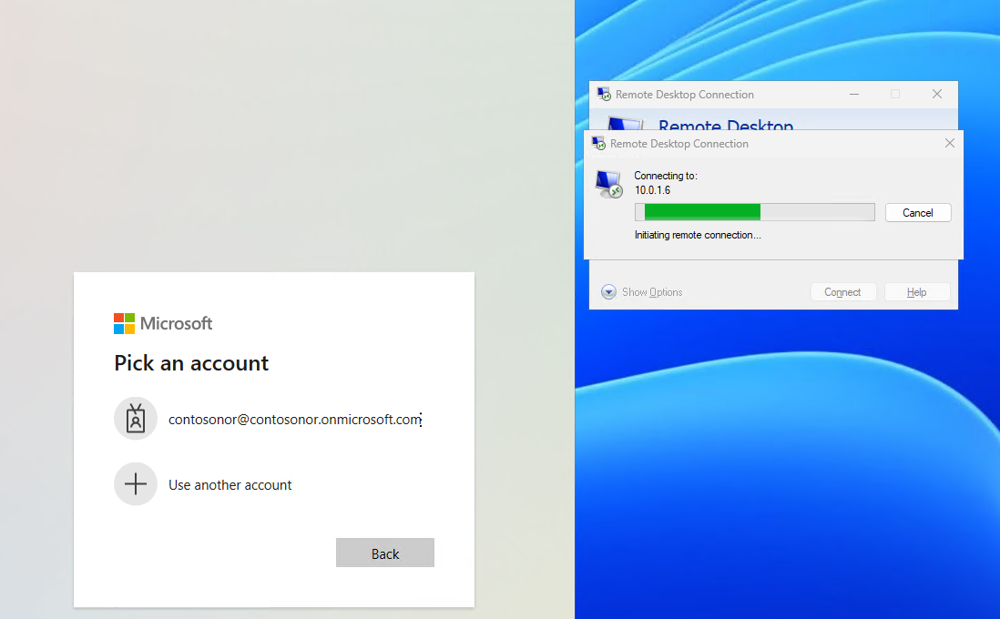 Microsoft
Pick an account
contosonor@contosonor.onmicrosoft.com
Use another account
Back
Remote Desktop Connection
Remote Desktop
Remote Desktop Connection
Connecting to:
10.0.1.6
Cancel
Initiating remote connection...
Show Options
Connect
Help